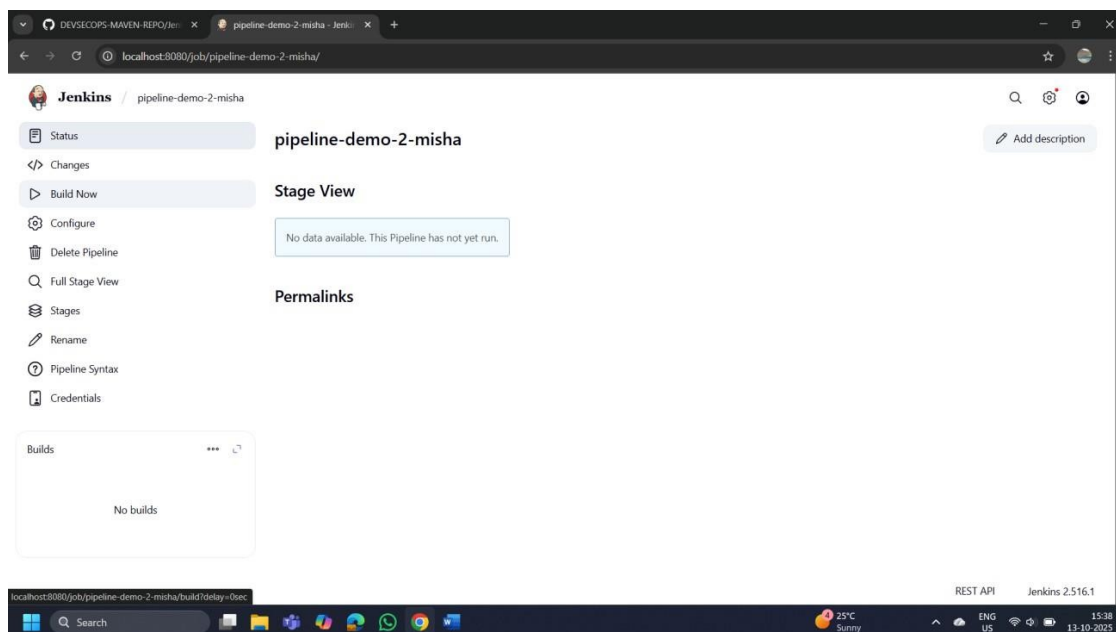 DEVSECOPS-MAVEN-REPO/Jen
pipeline-demo-2-misha - Jenki
localhost:8080/job/pipeline-demo-2-misha/
Jenkins / pipeline-demo-2-misha
Status
Changes
Build Now
Configure
Delete Pipeline
Full Stage View
Stages
Rename
Pipeline Syntax
Credentials
Builds
No builds
pipeline-demo-2-misha
Add description
Stage View
No data available. This Pipeline has not yet run.
Permalinks
REST API
Jenkins 2.516.1
localhost:8080/job/pipeline-demo-2-misha/build?delay=0sec
Search
4
25°C
Sunny
ENG
US
15:38
13-10-2025